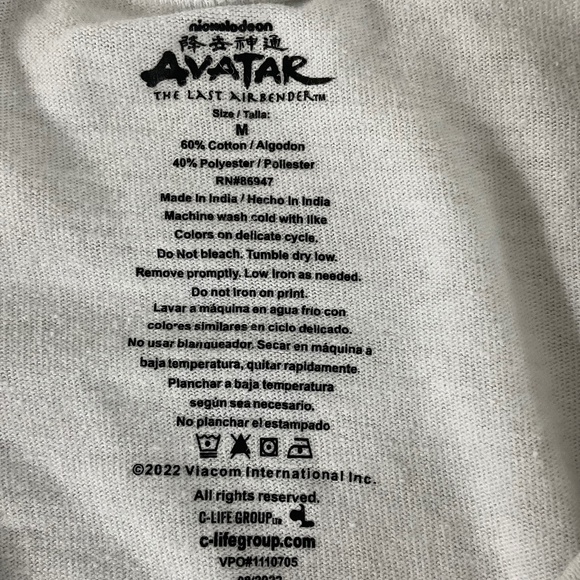 nickelodeon
降去神通
AVATAR
THE LAST AIRBENDER™
Size / Talla:
M
60% Cotton / Algodon
40% Polyester / Poliester
RN#86947
Made In India / Hecho In India
Machine wash cold with like
Colors on delicate cycle.
Do Not bleach. Tumble dry low.
Remove promptly. Low Iron as needed.
Do not Iron on print.
Lavar a máquina en agua frio con
colores similares en ciclo delicado.
No usar blanqueador. Secar en máquina a
baja temperatura, quitar rapidamente.
Planchar a baja temperatura
según sea necesario.
No planchar el estampado
©2022 Viacom International Inc.
All rights reserved.
C-LIFE GROUP LTD
c-lifegroup.com
VPO#1110705
08/2022